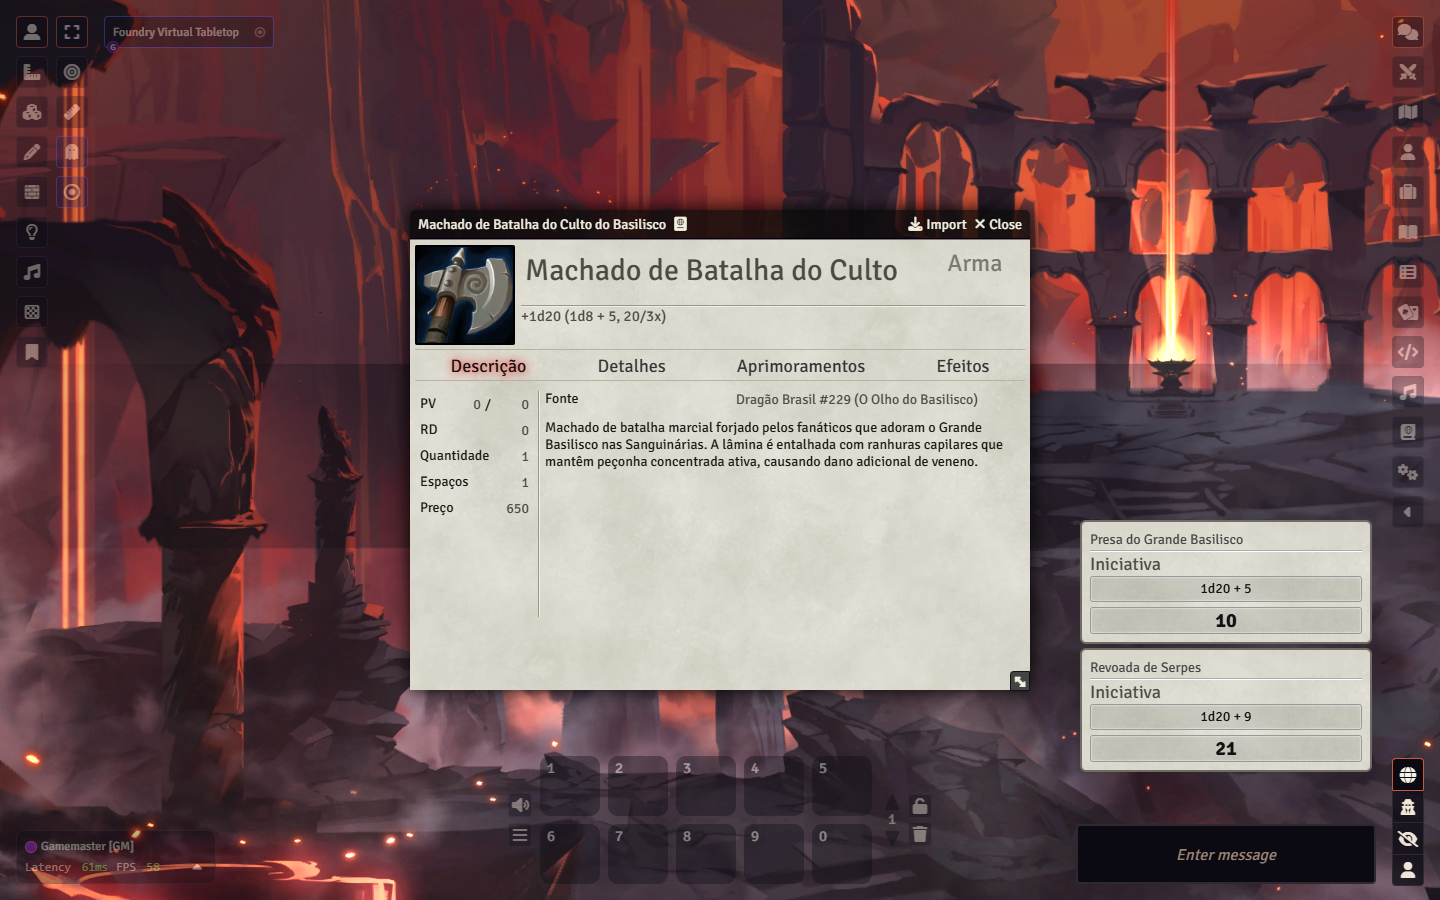 Foundry Virtual Tabletop
G
Machado de Batalha do Culto do Basilisco
Import
Close
Machado de Batalha do Culto
Arma
+1d20 (1d8 + 5, 20/3x)
Descrição
Detalhes
Aprimoramentos
Efeitos
PV 0 / 0
RD 0
Quantidade 1
Espaços 1
Preço 650
Fonte
Dragão Brasil #229 (O Olho do Basilisco)
Machado de batalha marcial forjado pelos fanáticos que adoram o Grande
Basilisco nas Sanguinárias. A lâmina é entalhada com ranhuras capilares que
mantêm peçonha concentrada ativa, causando dano adicional de veneno.
Presa do Grande Basilisco
Iniciativa
1d20 + 5
10
Revoada de Serpes
Iniciativa
1d20 + 9
21
1 2 3 4 5
1
6 7 8 9 0
Gamemaster [GM]
Latency 61ms FPS 58
Enter message